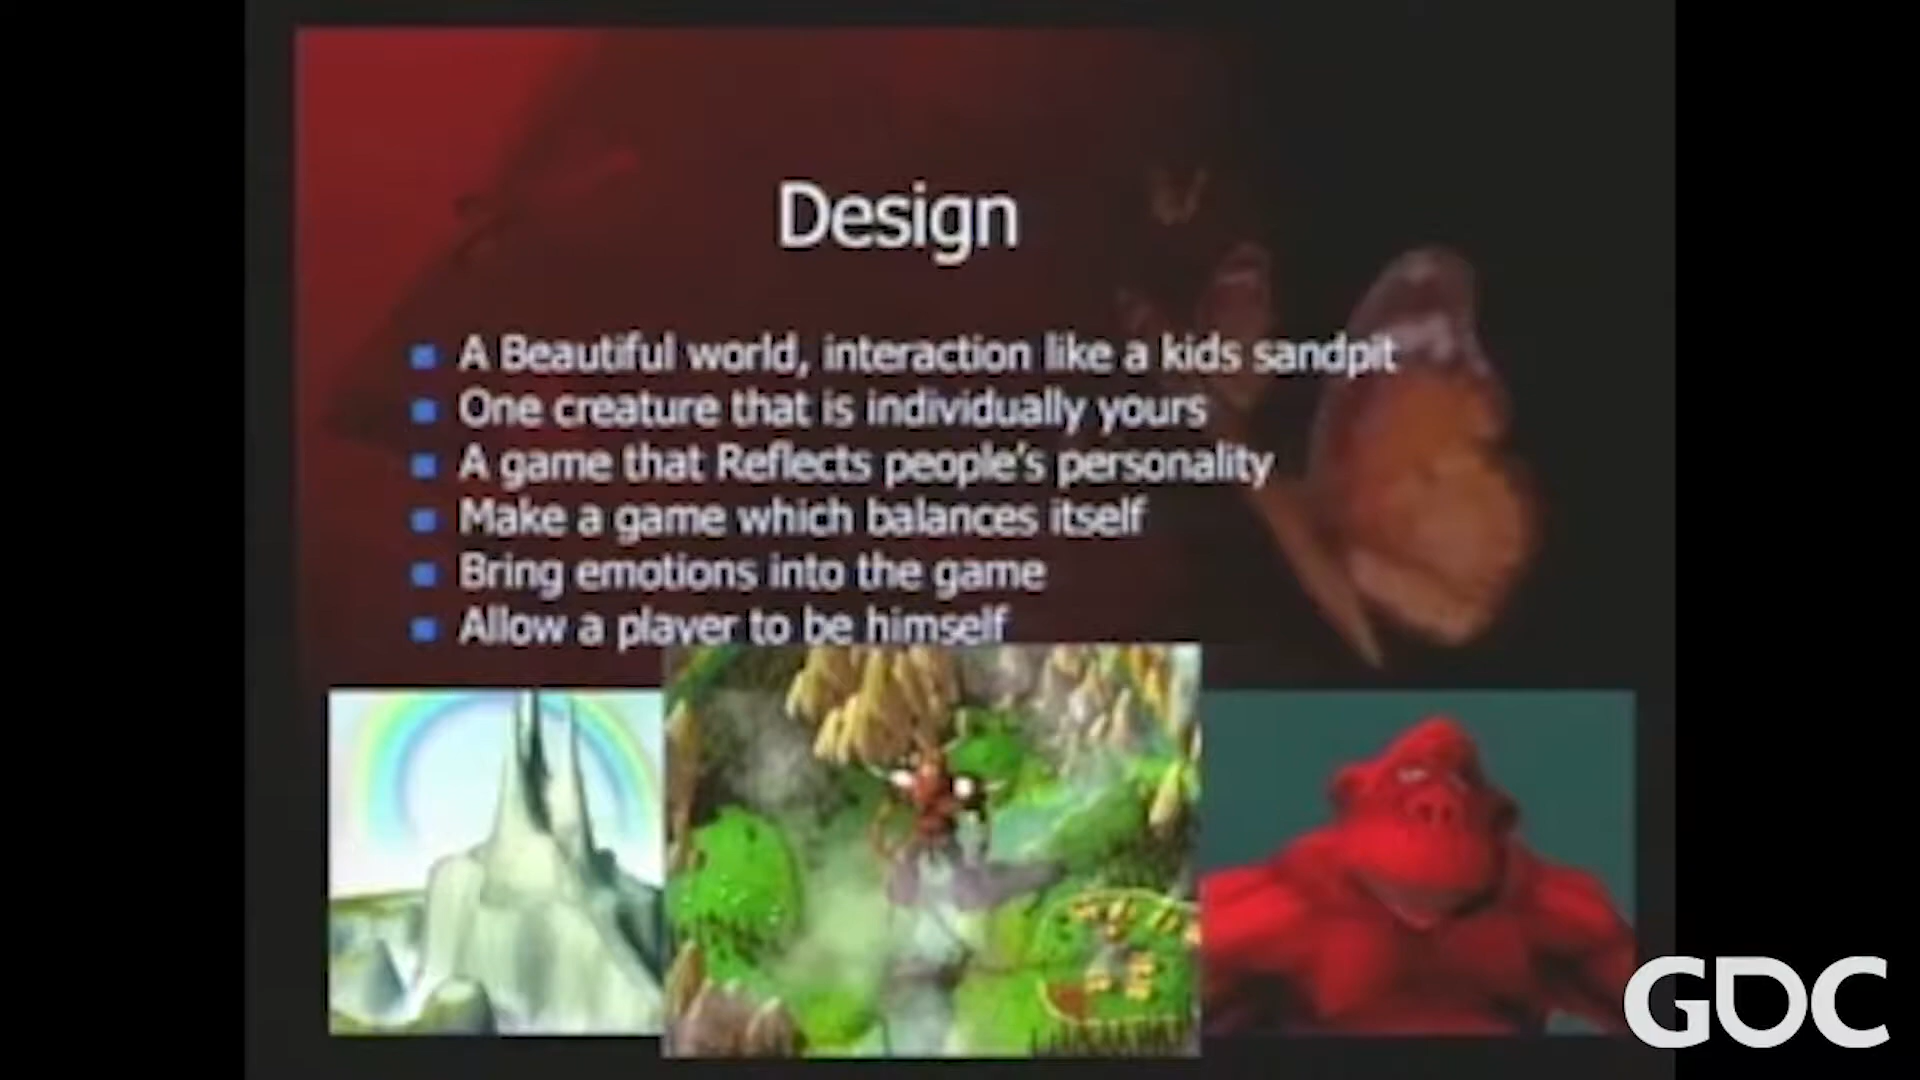 Design
A Beautiful world, interaction like a kids sandpit
One creature that is individually yours
A game that Reflects people's personality
Make a game which balances itself
Bring emotions into the game
Allow a player to be himself
GDC